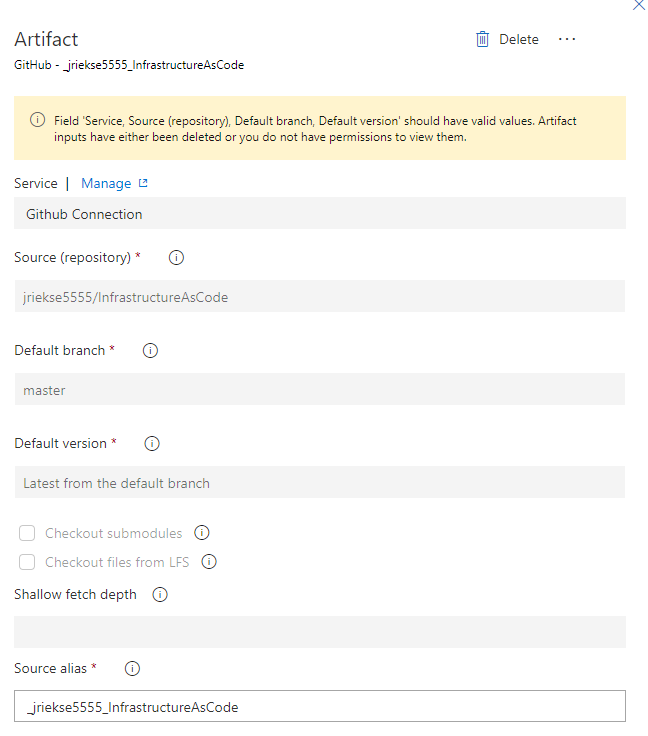 Artifact
Delete ...
GitHub - _jriekse5555_InfrastructureAsCode
Field 'Service, Source (repository), Default branch, Default version' should have valid values. Artifact
inputs have either been deleted or you do not have permissions to view them.
Service | Manage
Github Connection
Source (repository) *
jriekse5555/InfrastructureAsCode
Default branch *
master
Default version *
Latest from the default branch
Checkout submodules
Checkout files from LFS
Shallow fetch depth
Source alias *
_jriekse5555_InfrastructureAsCode